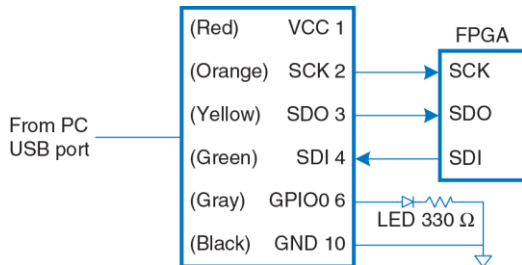 FPGA
(Red) VCC 1
(Orange) SCK 2 SCK
(Yellow) SDO 3 SDO
From PC
USB port
(Green) SDI 4 SDI
(Gray) GPIO0 6
LED 330 Ω
(Black) GND 10